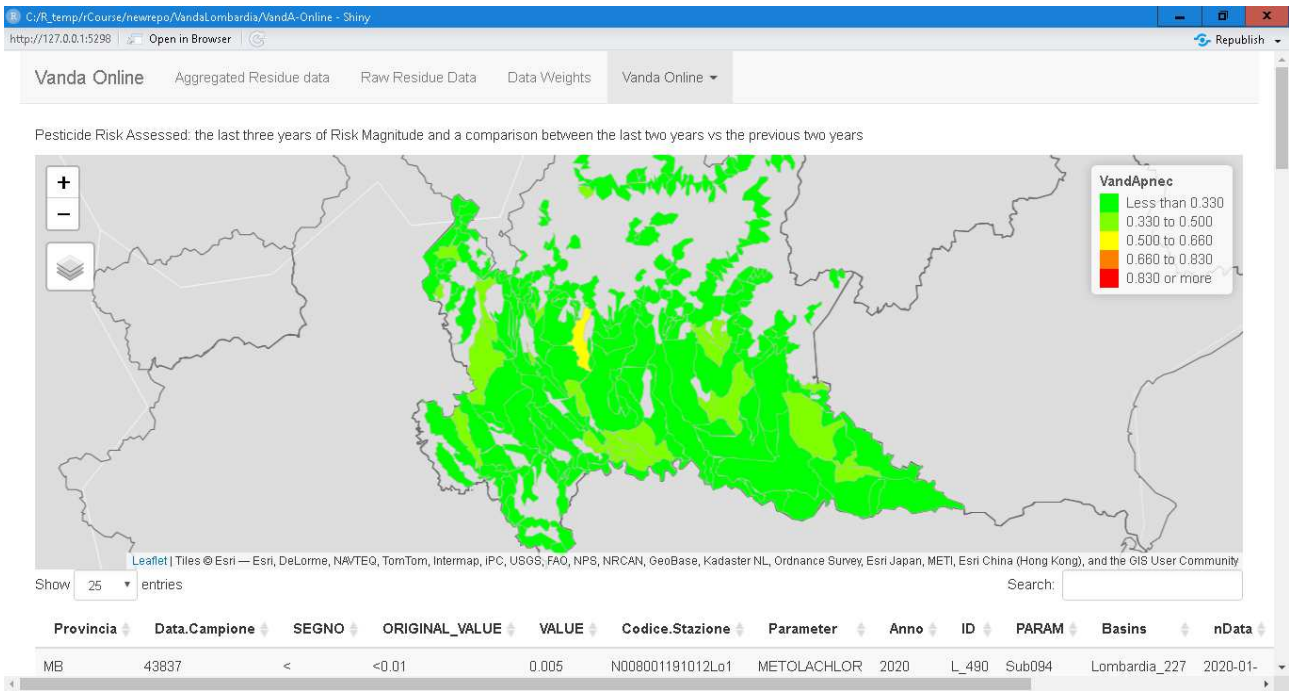 C:/R_temp/rCourse/newrepo/VandaLombardia/VandA-Online - Shiny
http://127.0.0.1:5298 Open in Browser Republish
Vanda Online Aggregated Residue data Raw Residue Data Data Weights Vanda Online
Pesticide Risk Assessed: the last three years of Risk Magnitude and a comparison between the last two years vs the previous two years
+
−
VandApnec
Less than 0.330
0.330 to 0.500
0.500 to 0.660
0.660 to 0.830
0.830 or more
Leaflet | Tiles © Esri — Esri, DeLorme, NAVTEQ, TomTom, Intermap, iPC, USGS, FAO, NPS, NRCAN, GeoBase, Kadaster NL, Ordnance Survey, Esri Japan, METI, Esri China (Hong Kong), and the GIS User Community
Show 25 entries Search:
Provincia Data.Campione SEGNO ORIGINAL_VALUE VALUE Codice.Stazione Parameter Anno ID PARAM Basins nData
MB 43837 < <0.01 0.005 N008001191012Lo1 METOLACHLOR 2020 L_490 Sub094 Lombardia_227 2020-01-